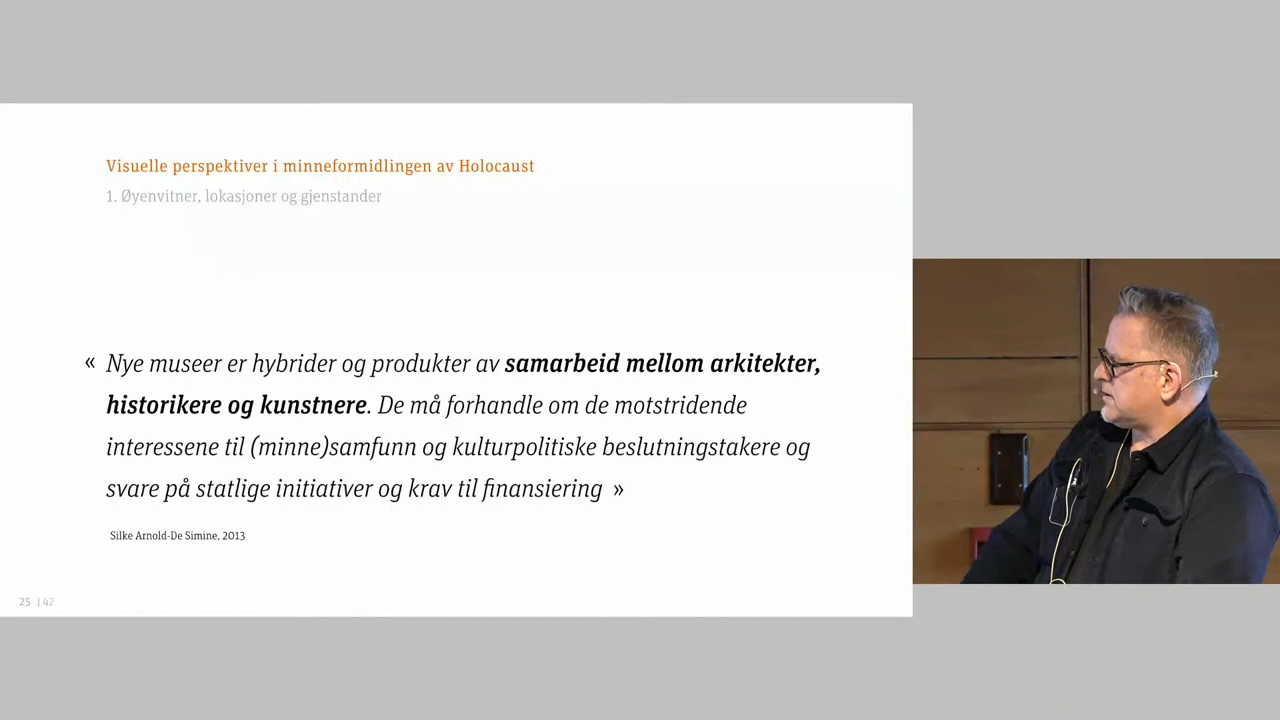 Visuelle perspektiver i minneformidlingen av Holocaust
1. Øyenvitner, lokasjoner og gjenstander
« Nye museer er hybrider og produkter av samarbeid mellom arkitekter,
historikere og kunstnere. De må forhandle om de motstridende
interessene til (minne)samfunn og kulturpolitiske beslutningstakere og
svare på statlige initiativer og krav til finansiering »
Silke Arnold-De Simine, 2013
25 | 42